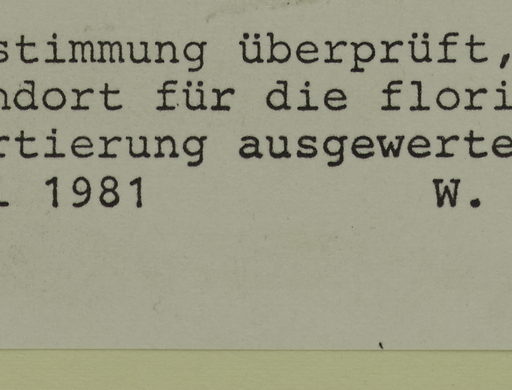 stimmung überprüft,
ndort für die flori
rtierung ausgewerte
1981 W.